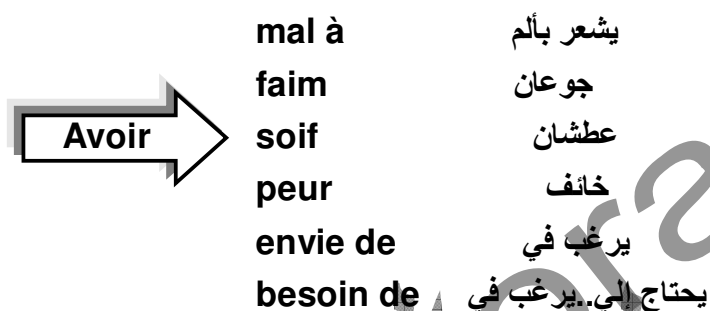 mal à يشعر بألم
faim جوعان
Avoir soif عطشان
peur خائف
envie de يرغب في
besoin de يحتاج إلي..يرغب في